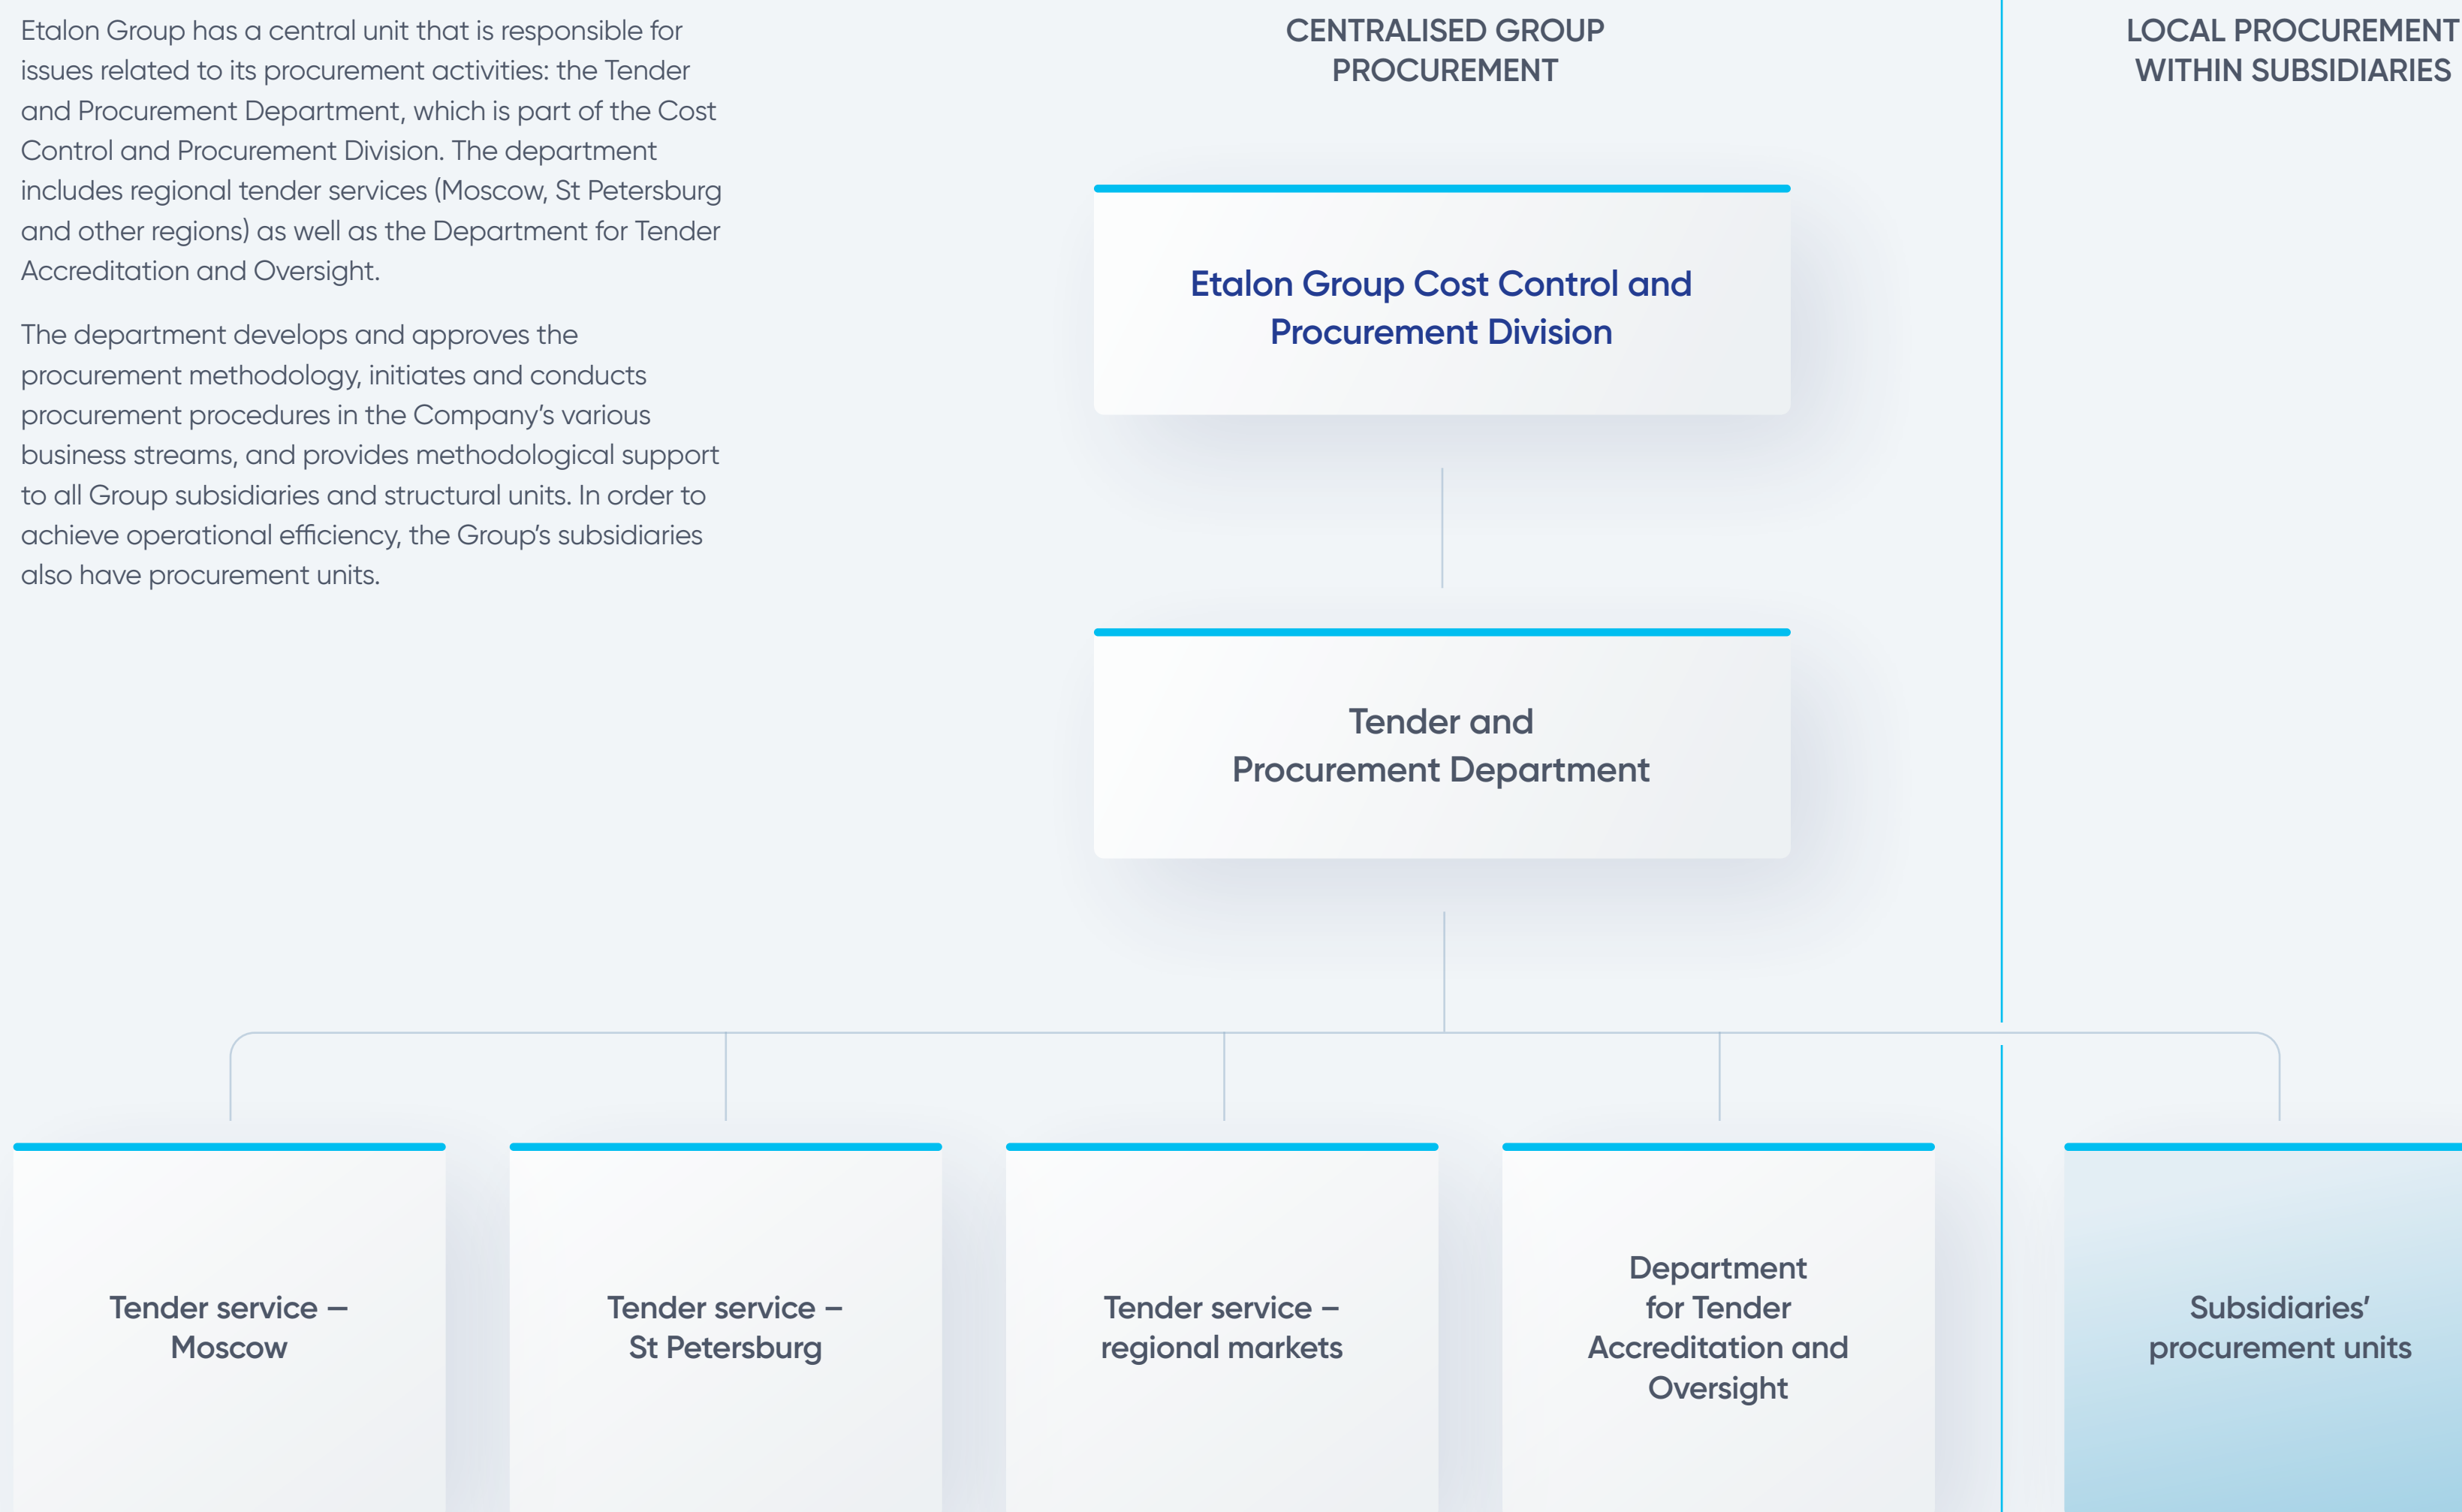 Etalon Group has a central unit that is responsible for
issues related to its procurement activities: the Tender
and Procurement Department, which is part of the Cost
Control and Procurement Division. The department
includes regional tender services (Moscow, St Petersburg
and other regions) as well as the Department for Tender
Accreditation and Oversight.
The department develops and approves the
procurement methodology, initiates and conducts
procurement procedures in the Company’s various
business streams, and provides methodological support
to all Group subsidiaries and structural units. In order to
achieve operational efficiency, the Group’s subsidiaries
also have procurement units.
CENTRALISED GROUP
PROCUREMENT
LOCAL PROCUREMENT
WITHIN SUBSIDIARIES
Etalon Group Cost Control and
Procurement Division
Tender and
Procurement Department
Tender service —
Moscow
Tender service –
St Petersburg
Tender service –
regional markets
Department
for Tender
Accreditation and
Oversight
Subsidiaries’
procurement units